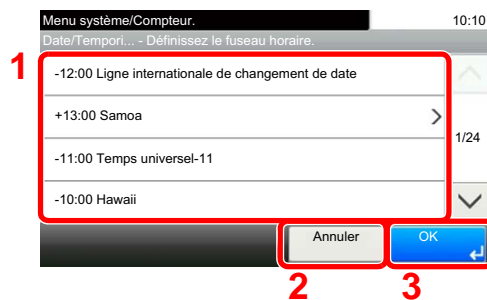 Menu système/Compteur. 10:10
Date/Tempori... - Définissez le fuseau horaire.
1
-12:00 Ligne internationale de changement de date
+13:00 Samoa
1/24
-11:00 Temps universel-11
-10:00 Hawaii
Annuler OK
2 3